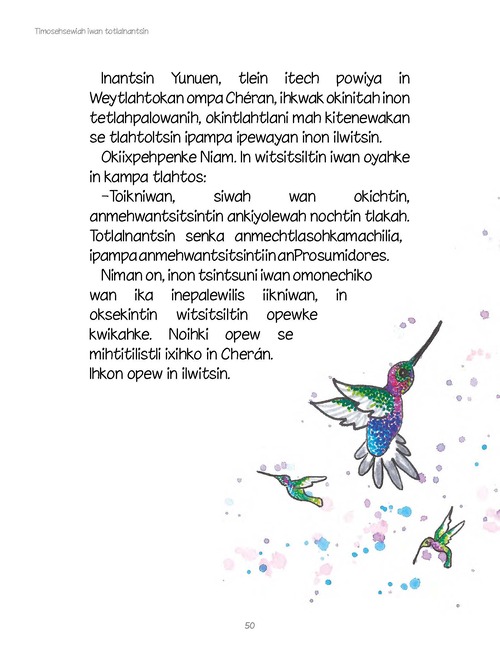 Timosehsewiah iwan totlalnantsin
Inantsin Yunuen, tlein itech powiya in
Weytlahtokan ompa Chéran, ihkwak okinitah inon
tetlahpalowanih, okintlahtlani mah kitenewakan
se tlahtoltsin ipampa ipewayan inon ilwitsin.
Okiixpehpenke Niam. In witsitsiltin iwan oyahke
in kampa tlahtos:
–Toikniwan, siwah wan okichtin,
anmehwantsitsintin ankiyolewah nochtin tlakah.
Totlalnantsin senka anmechtlasohkamachilia,
ipampa anmehwantsitsintiin anProsumidores.
Niman on, inon tsintsuni iwan omonechiko
wan ika inepalewilis iikniwan, in
oksekintin witsitsiltin opewke
kwikahke. Noihki opew se
mihtitilistli ixihko in Cherán.
Ihkon opew in ilwitsin.
50